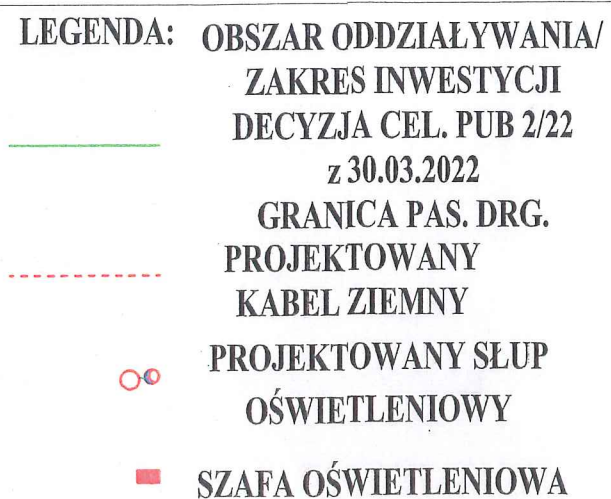 LEGENDA: OBSZAR ODDZIAŁYWANIA/
ZAKRES INWESTYCJI
DECYZJA CEL. PUB 2/22
z 30.03.2022
GRANICA PAS. DRG.
PROJEKTOWANY
KABEL ZIEMNY
PROJEKTOWANY SŁUP
OŚWIETLENIOWY
SZAFA OŚWIETLENIOWA